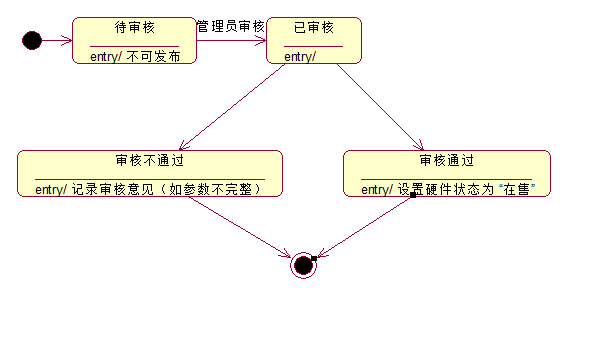 待审核
entry/ 不可发布
管理员审核
已审核
entry/
审核不通过
entry/ 记录审核意见（如参数不完整）
审核通过
entry/ 设置硬件状态为 “在售”